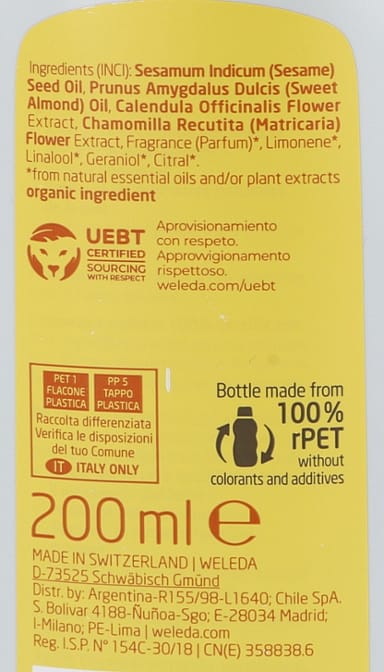 Ingredients (INCI): Sesamum Indicum (Sesame)
Seed Oil, Prunus Amygdalus Dulcis (Sweet
Almond) Oil, Calendula Officinalis Flower
Extract, Chamomilla Recutita (Matricaria)
Flower Extract, Fragrance (Parfum)*, Limonene*,
Linalool*, Geraniol*, Citral*.
*from natural essential oils and/or plant extracts
organic ingredient
UEBT
CERTIFIED
SOURCING
WITH RESPECT
Aprovisionamiento
con respeto.
Approvvigionamento
rispettoso.
weleda.com/uebt
PET 1
FLACONE
PLASTICA
PP 5
TAPPO
PLASTICA
Raccolta differenziata
Verifica le disposizioni
del tuo Comune
IT ITALY ONLY
Bottle made from
100%
rPET
without
colorants and additives
200 ml e
MADE IN SWITZERLAND | WELEDA
D-73525 Schwäbisch Gmünd
Distr. by: Argentina-R155/98-L1640; Chile SpA.
S. Bolivar 4188-Ñuñoa-Sgo; E-28034 Madrid;
I-Milano; PE-Lima | weleda.com
Reg. I.S.P. N° 154C-30/18 | CN(E) 358838.6